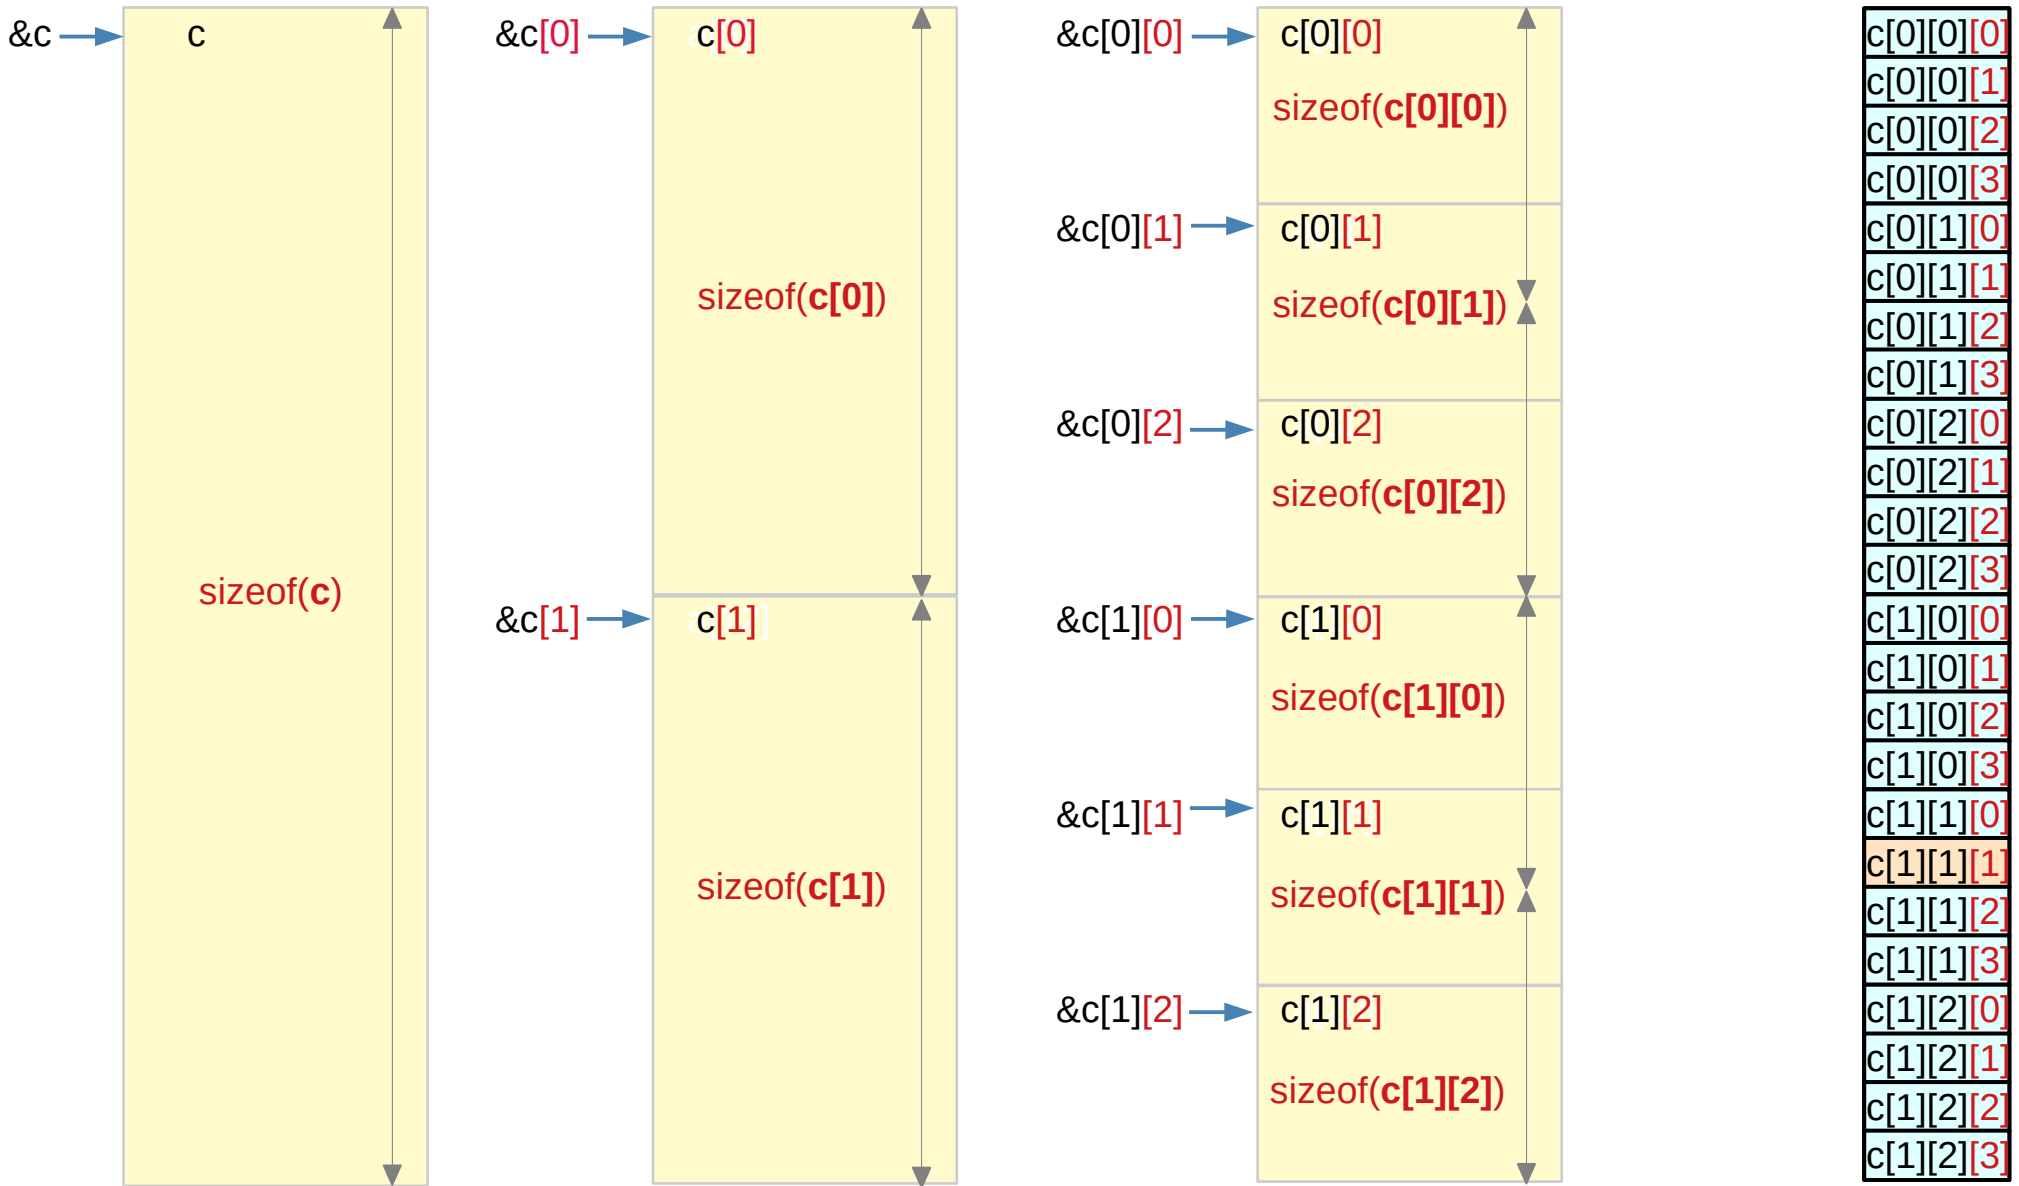 &c
c
sizeof(c)
&c[0]
c[0]
sizeof(c[0])
&c[1]
c[1]
sizeof(c[1])
&c[0][0]
c[0][0]
sizeof(c[0][0])
&c[0][1]
c[0][1]
sizeof(c[0][1])
&c[0][2]
c[0][2]
sizeof(c[0][2])
&c[1][0]
c[1][0]
sizeof(c[1][0])
&c[1][1]
c[1][1]
sizeof(c[1][1])
&c[1][2]
c[1][2]
sizeof(c[1][2])
c[0][0][0]
c[0][0][1]
c[0][0][2]
c[0][0][3]
c[0][1][0]
c[0][1][1]
c[0][1][2]
c[0][1][3]
c[0][2][0]
c[0][2][1]
c[0][2][2]
c[0][2][3]
c[1][0][0]
c[1][0][1]
c[1][0][2]
c[1][0][3]
c[1][1][0]
c[1][1][1]
c[1][1][2]
c[1][1][3]
c[1][2][0]
c[1][2][1]
c[1][2][2]
c[1][2][3]